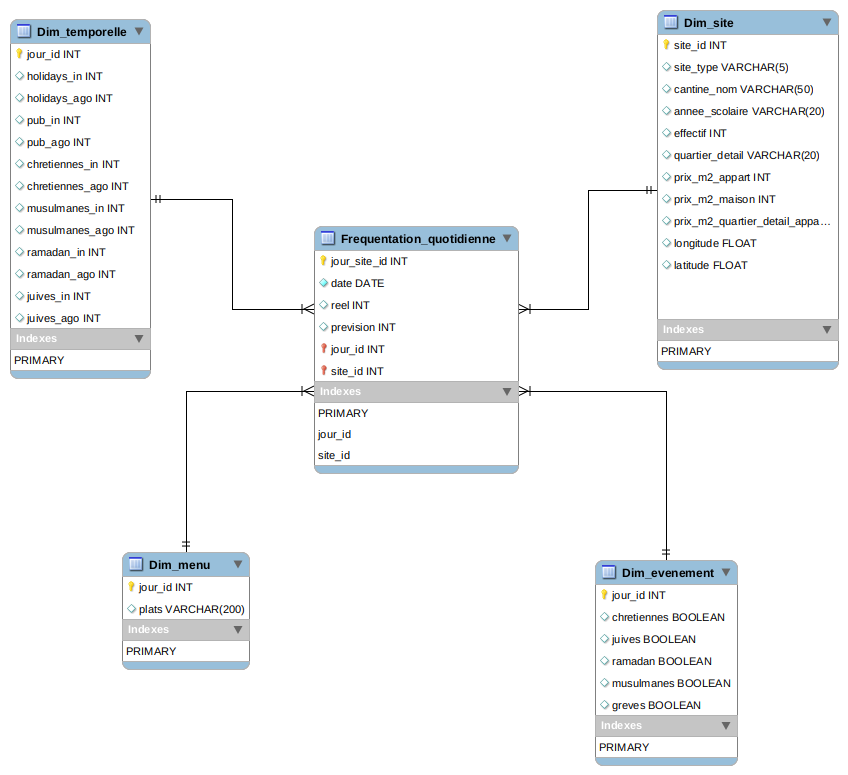 Dim_temporelle
jour_id INT
holidays_in INT
holidays_ago INT
pub_in INT
pub_ago INT
chretiennes_in INT
chretiennes_ago INT
musulmanes_in INT
musulmanes_ago INT
ramadan_in INT
ramadan_ago INT
juives_in INT
juives_ago INT
Indexes
PRIMARY
Dim_site
site_id INT
site_type VARCHAR(5)
cantine_nom VARCHAR(50)
annee_scolaire VARCHAR(20)
effectif INT
quartier_detail VARCHAR(20)
prix_m2_appart INT
prix_m2_maison INT
prix_m2_quartier_detail_appa...
longitude FLOAT
latitude FLOAT
Indexes
PRIMARY
Frequentation_quotidienne
jour_site_id INT
date DATE
reel INT
prevision INT
jour_id INT
site_id INT
Indexes
PRIMARY
jour_id
site_id
Dim_menu
jour_id INT
plats VARCHAR(200)
Indexes
PRIMARY
Dim_evenement
jour_id INT
chretiennes BOOLEAN
juives BOOLEAN
ramadan BOOLEAN
musulmanes BOOLEAN
greves BOOLEAN
Indexes
PRIMARY